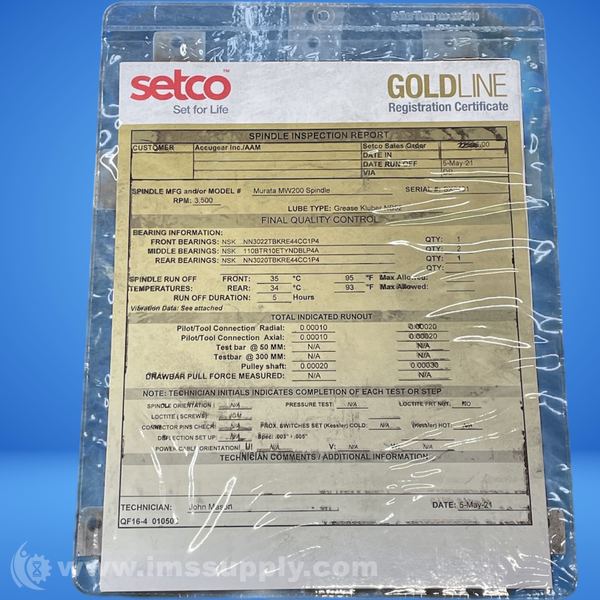 setco™
Set for Life
GOLDLINE
Registration Certificate
SPINDLE INSPECTION REPORT
CUSTOMER Accugear Inc./AAM Setco Sales Order
DATE IN
DATE RUN OFF 5-May-21
VIA
SPINDLE MFG and/or MODEL # Murata MW200 Spindle SERIAL #:
RPM: 3,500
LUBE TYPE: Grease Kluber
FINAL QUALITY CONTROL
BEARING INFORMATION:
FRONT BEARINGS: NSK NN3022TBKRE44CC1P4 QTY: 1
MIDDLE BEARINGS: NSK 110BTR10ETYNDBLP4A QTY: 2
REAR BEARINGS: NSK NN3020TBKRE44CC1P4 QTY: 1
QTY:
SPINDLE RUN OFF FRONT: 35 °C 95 °F Max Allowed:
TEMPERATURES: REAR: 34 °C 93 °F Max Allowed:
RUN OFF DURATION: 5 Hours
Vibration Data: See attached
TOTAL INDICATED RUNOUT
Pilot/Tool Connection Radial: 0.00010 0.00020
Pilot/Tool Connection Axial: 0.00010 0.00020
Test bar @ 50 MM: N/A N/A
Testbar @ 300 MM: N/A N/A
Pulley shaft: 0.00020 0.00030
DRAWBAR PULL FORCE MEASURED: N/A N/A
NOTE: TECHNICIAN INITIALS INDICATES COMPLETION OF EACH TEST OR STEP
SPINDLE ORIENTATION: N/A PRESSURE TEST: N/A LOCTITE FRT NUT: NO
LOCTITE (SCREWS)
CONNECTOR PINS CHECK: N/A PROX. SWITCHES SET (Kessler) COLD: N/A (Kessler) HOT: N/A
DEFLECTION SET UP N/A Spec: .003" + .005"
POWER CABLE ORIENTATION: U: N/A V: N/A W: N/A
TECHNICIAN COMMENTS / ADDITIONAL INFORMATION
TECHNICIAN: John Mason DATE: 5-May-21
QF16-4
www.imssupply.com